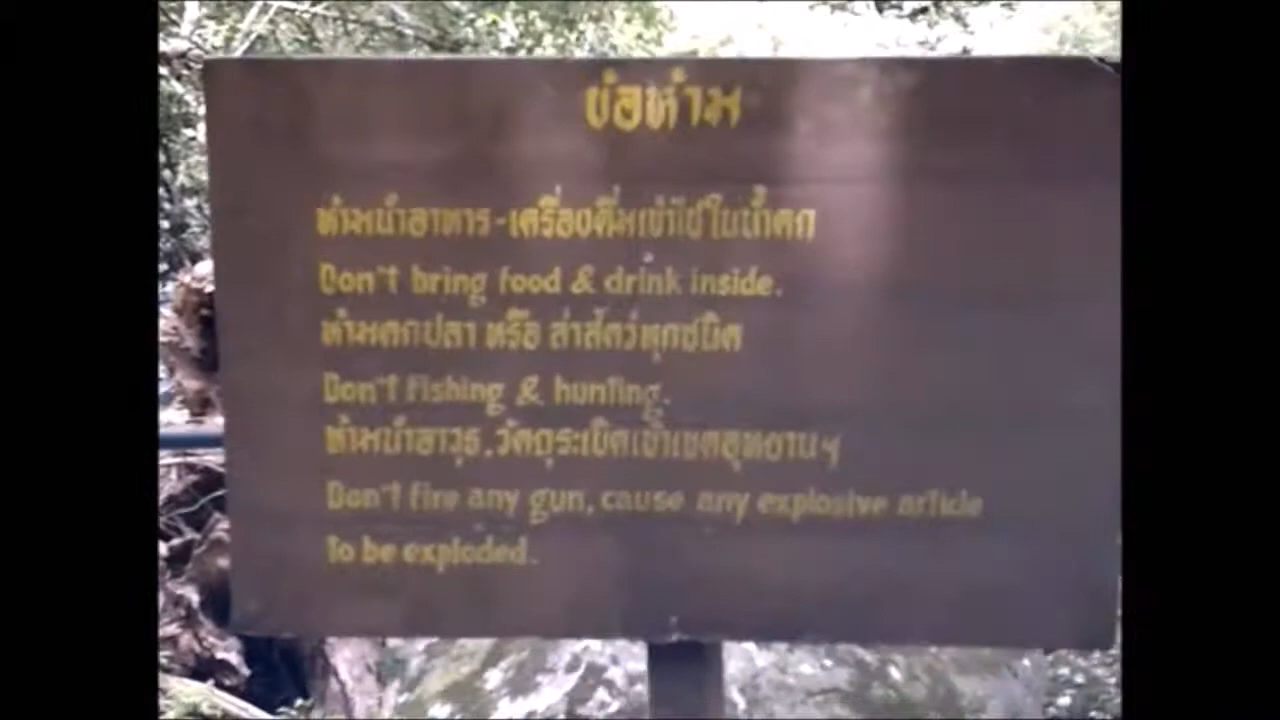 ข้อห้าม
ห้ามนำอาหาร-เครื่องดื่มเข้าไปในน้ำตก
Don't bring food & drink inside.
ห้ามตกปลา หรือ ล่าสัตว์ทุกชนิด
Don't fishing & hunting.
ห้ามนำอาวุธ,วัตถุระเบิดเข้าเขตอุทยานฯ
Don't fire any gun, cause any explosive article
To be exploded.